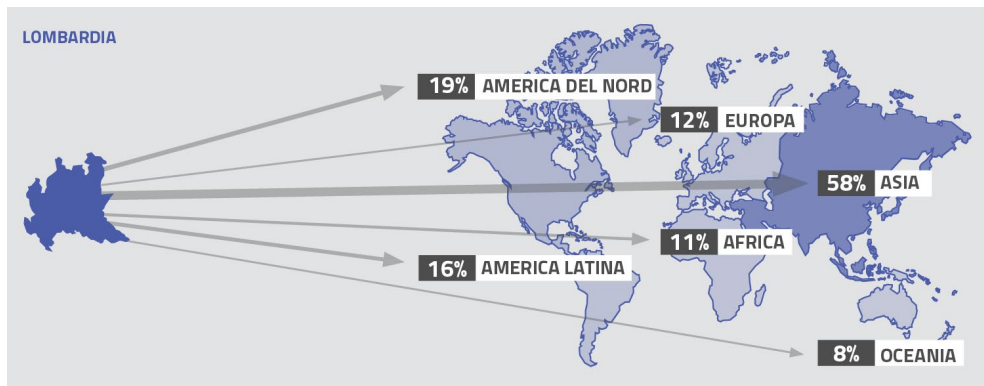 LOMBARDIA
19% AMERICA DEL NORD
12% EUROPA
58% ASIA
11% AFRICA
16% AMERICA LATINA
8% OCEANIA